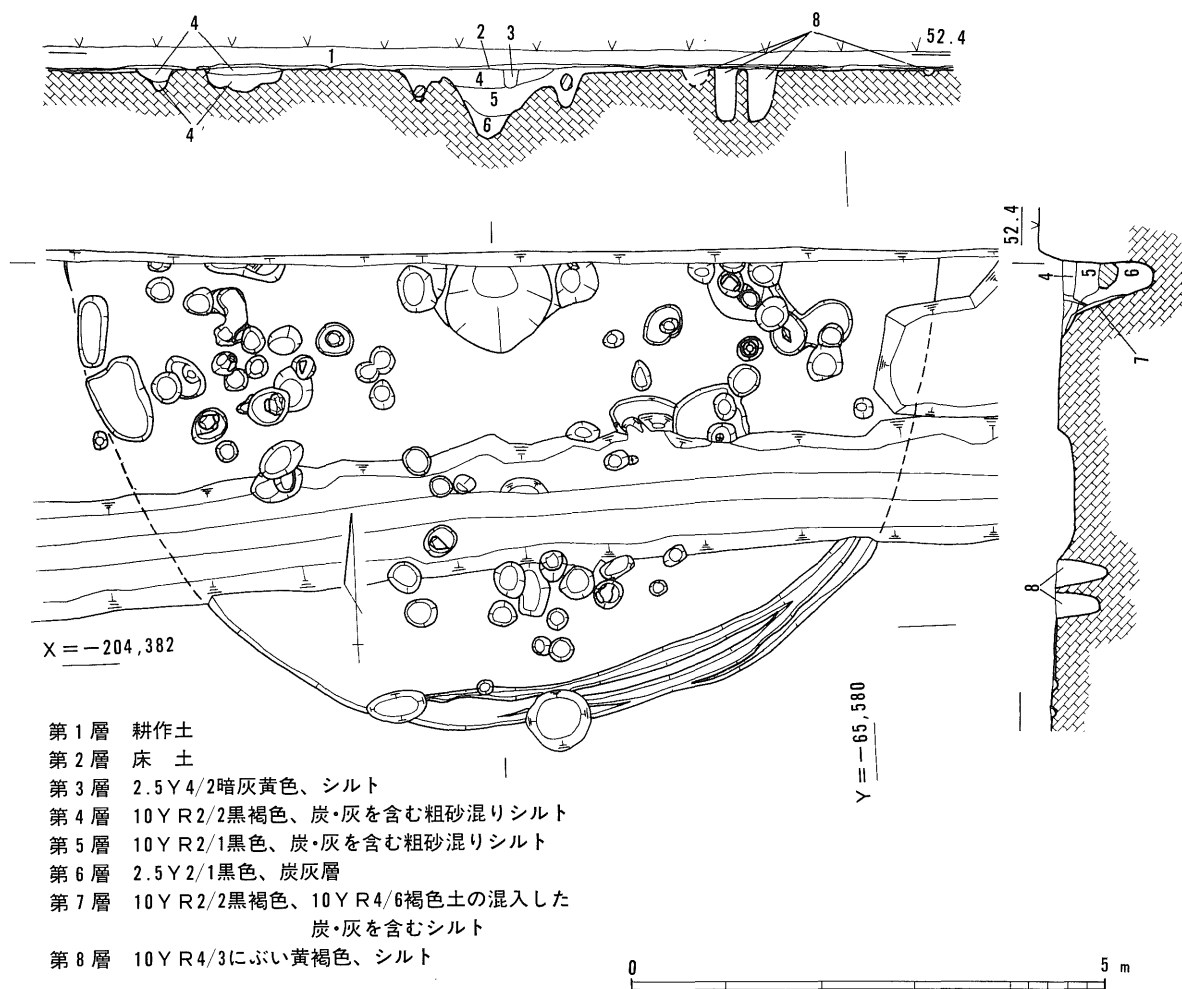 4
2
3
8
52.4
1
4
5
6
4
52.4
4
5
6
7
8
X=−204,382
Y=−65,580
第1層 耕作土
第2層 床 土
第3層 2.5Y4/2暗灰黄色、シルト
第4層 10YR2/2黒褐色、炭・灰を含む粗砂混りシルト
第5層 10YR2/1黒色、炭・灰を含む粗砂混りシルト
第6層 2.5Y2/1黒色、炭灰層
第7層 10YR2/2黒褐色、10YR4/6褐色土の混入した
炭・灰を含むシルト
第8層 10YR4/3にぶい黄褐色、シルト
0 5 m